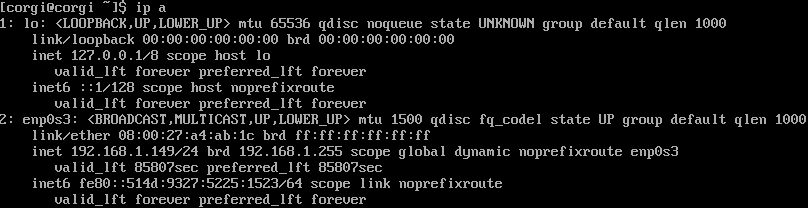 [corgi@corgi ~]$ ip a
1: lo: <LOOPBACK,UP,LOWER_UP> mtu 65536 qdisc noqueue state UNKNOWN group default qlen 1000
    link/loopback 00:00:00:00:00:00 brd 00:00:00:00:00:00
    inet 127.0.0.1/8 scope host lo
       valid_lft forever preferred_lft forever
    inet6 ::1/128 scope host noprefixroute
       valid_lft forever preferred_lft forever
2: enp0s3: <BROADCAST,MULTICAST,UP,LOWER_UP> mtu 1500 qdisc fq_codel state UP group default qlen 1000
    link/ether 08:00:27:a4:ab:1c brd ff:ff:ff:ff:ff:ff
    inet 192.168.1.149/24 brd 192.168.1.255 scope global dynamic noprefixroute enp0s3
       valid_lft 85807sec preferred_lft 85807sec
    inet6 fe80::514d:9327:5225:1523/64 scope link noprefixroute
       valid_lft forever preferred_lft forever